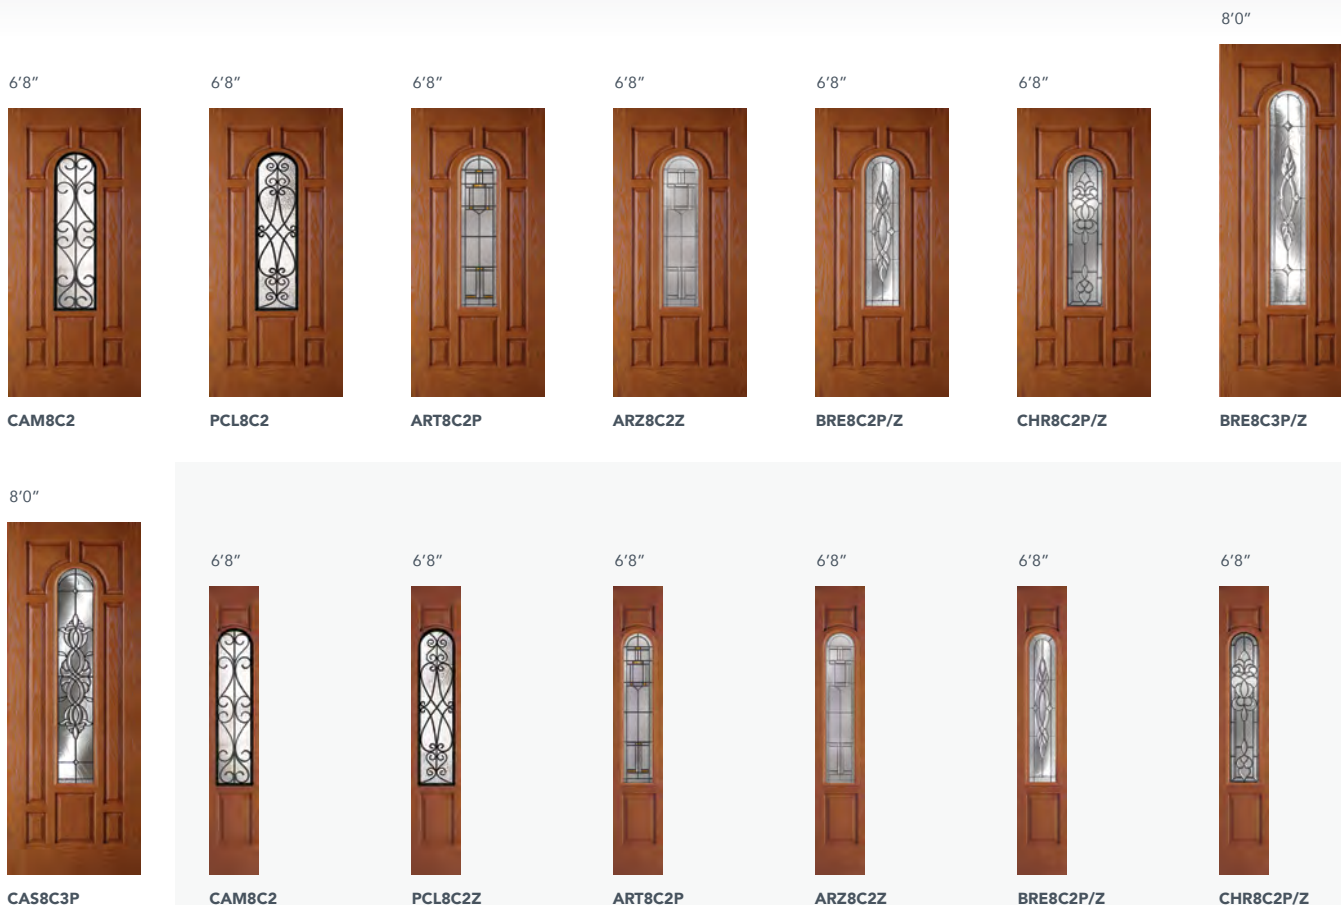 8'0"
6'8" 6'8" 6'8" 6'8" 6'8" 6'8"
CAM8C2 PCL8C2 ART8C2P ARZ8C2Z BRE8C2P/Z CHR8C2P/Z BRE8C3P/Z
8'0"
6'8" 6'8" 6'8" 6'8" 6'8" 6'8"
CAS8C3P CAM8C2 PCL8C2Z ART8C2P ARZ8C2Z BRE8C2P/Z CHR8C2P/Z